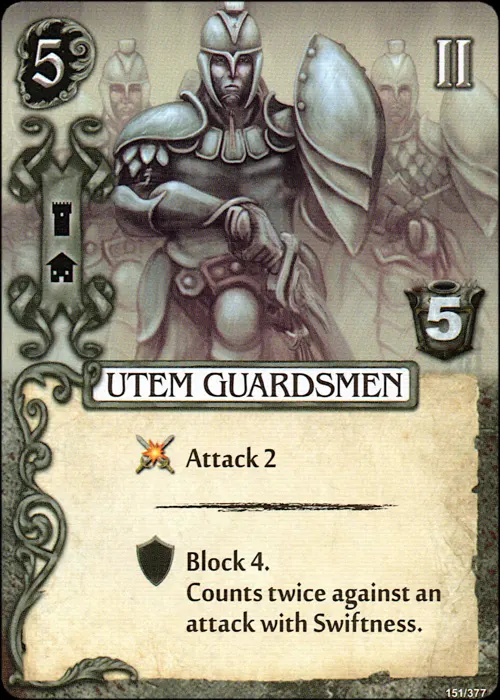 5
II
5
UTEM GUARDSMEN
Attack 2
Block 4.
Counts twice against an
attack with Swiftness.
151/377